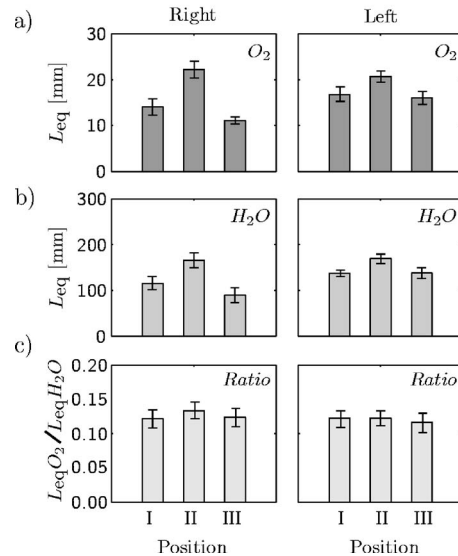 Right Left
a)
30
20
10
0
Leq [mm]
O2
O2
b)
300
200
100
0
Leq [mm]
H2O
H2O
c)
0.20
0.15
0.10
0.05
0.00
LeqO2/LeqH2O
Ratio
Ratio
I II III
I II III
Position Position